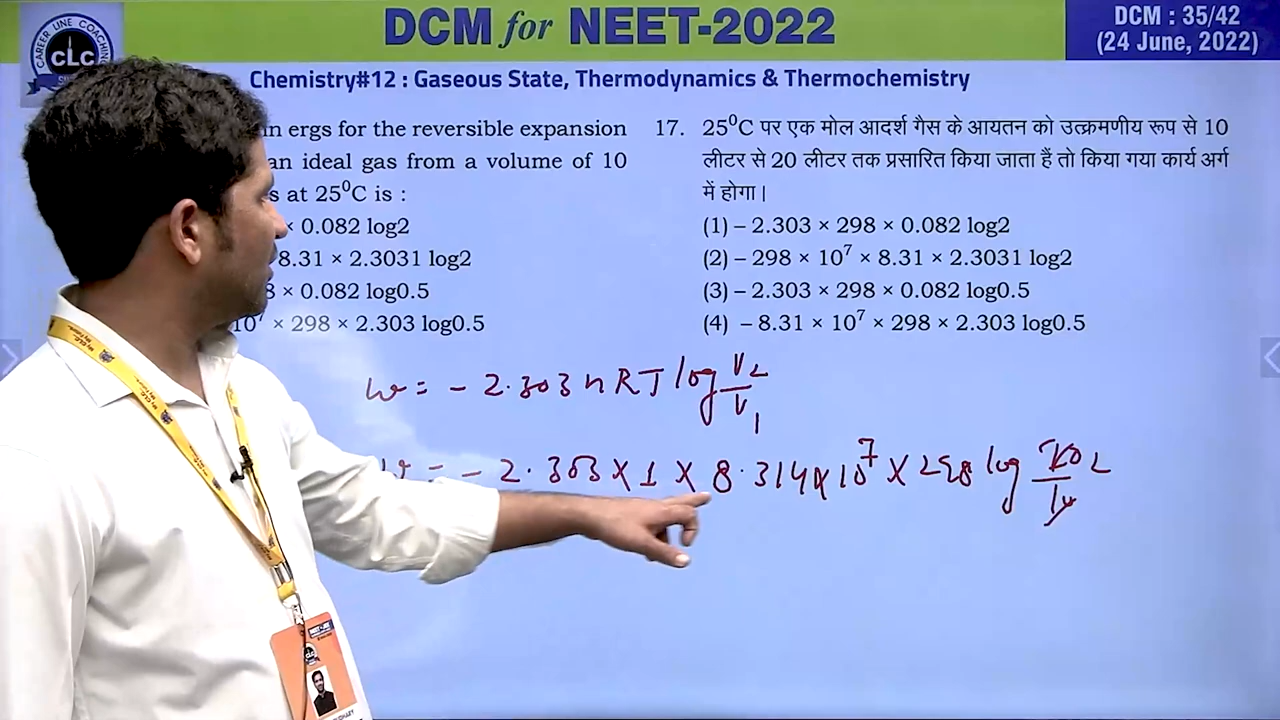 DCM for NEET-2022
DCM : 35/42
(24 June, 2022)
CAREER LINE COACHING
CLC
Chemistry#12 : Gaseous State, Thermodynamics & Thermochemistry
in ergs for the reversible expansion
an ideal gas from a volume of 10
s at 25⁰C is :
× 0.082 log2
8.31 × 2.3031 log2
8 × 0.082 log0.5
10⁷ × 298 × 2.303 log0.5
17. 25⁰C पर एक मोल आदर्श गैस के आयतन को उत्क्रमणीय रूप से 10
लीटर से 20 लीटर तक प्रसारित किया जाता हैं तो किया गया कार्य अर्ग
में होगा।
(1) – 2.303 × 298 × 0.082 log2
(2) – 298 × 10⁷ × 8.31 × 2.3031 log2
(3) – 2.303 × 298 × 0.082 log0.5
(4) – 8.31 × 10⁷ × 298 × 2.303 log0.5
w = - 2.303 n R T log V₂/V₁
= - 2.303 × 1 × 8.314 × 10⁷ × 298 log 20/10 2